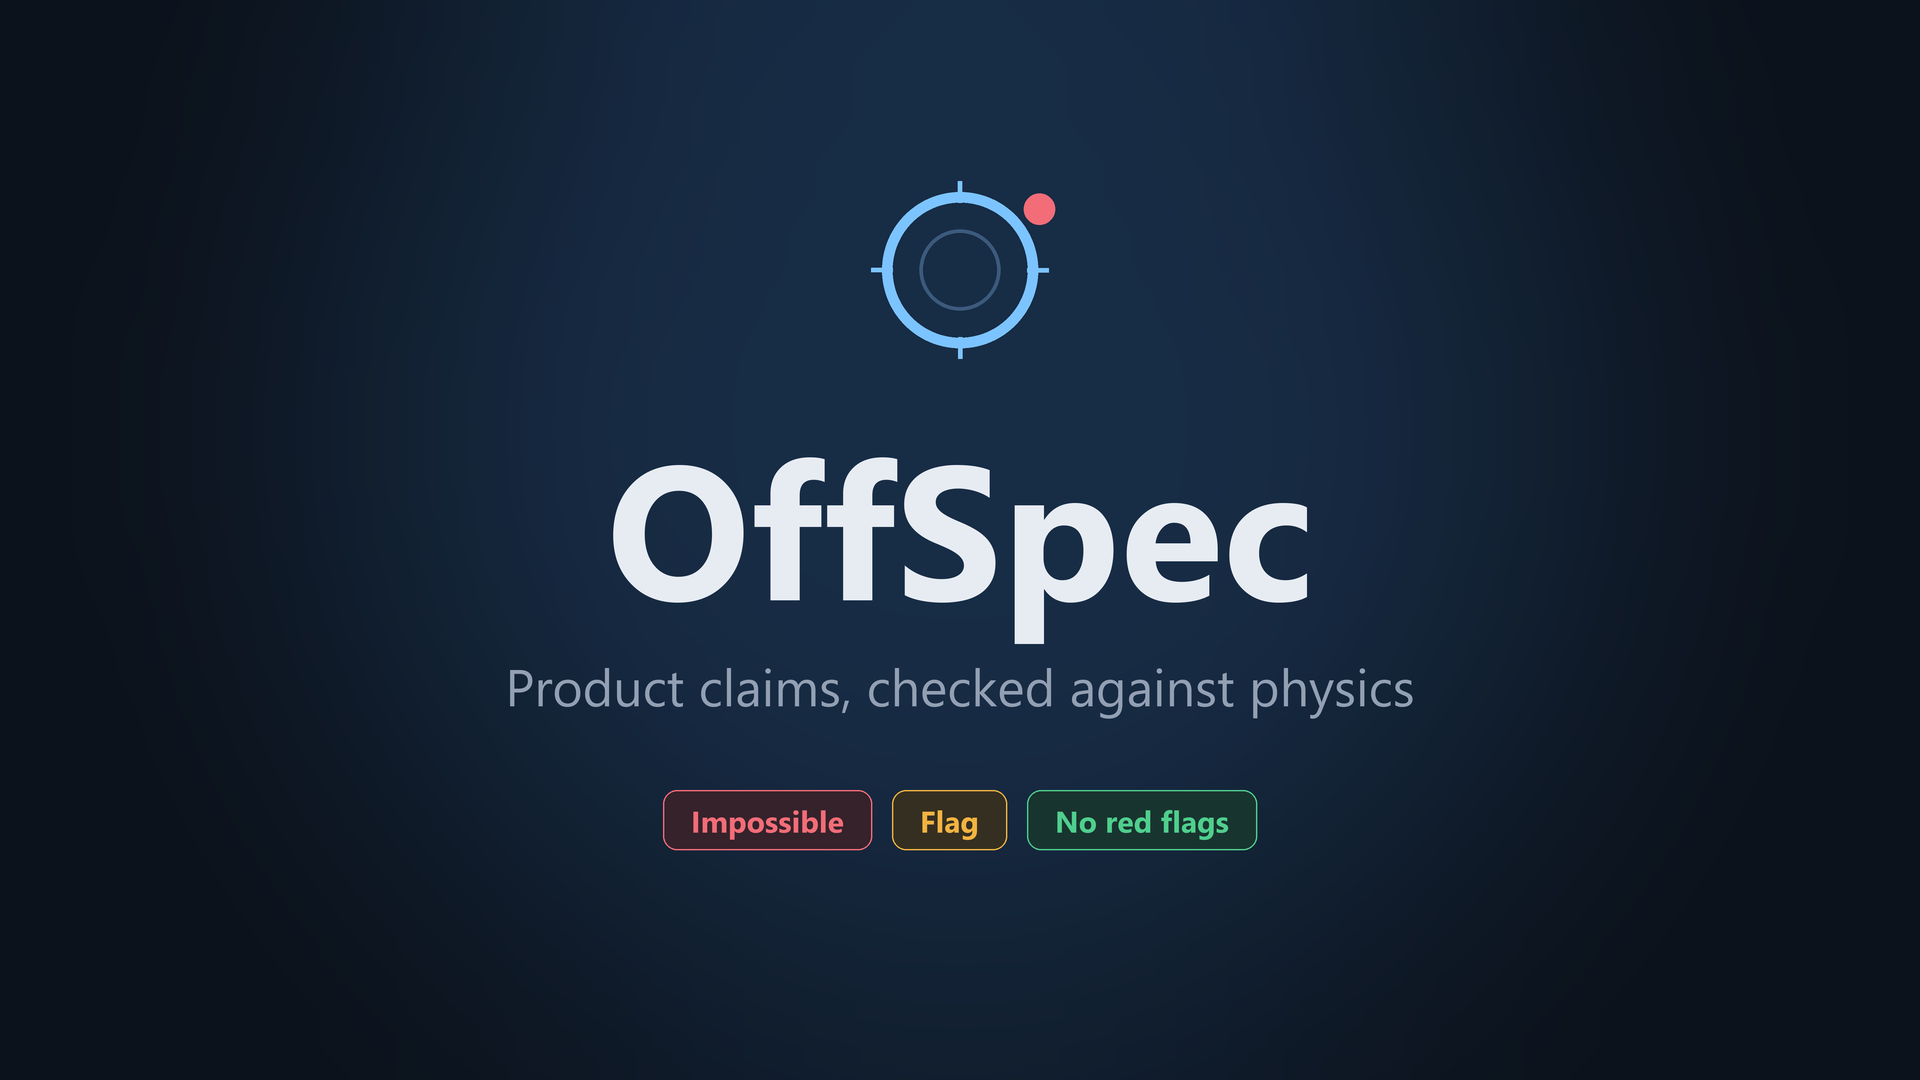 OffSpec
Product claims, checked against physics
Impossible Flag No red flags